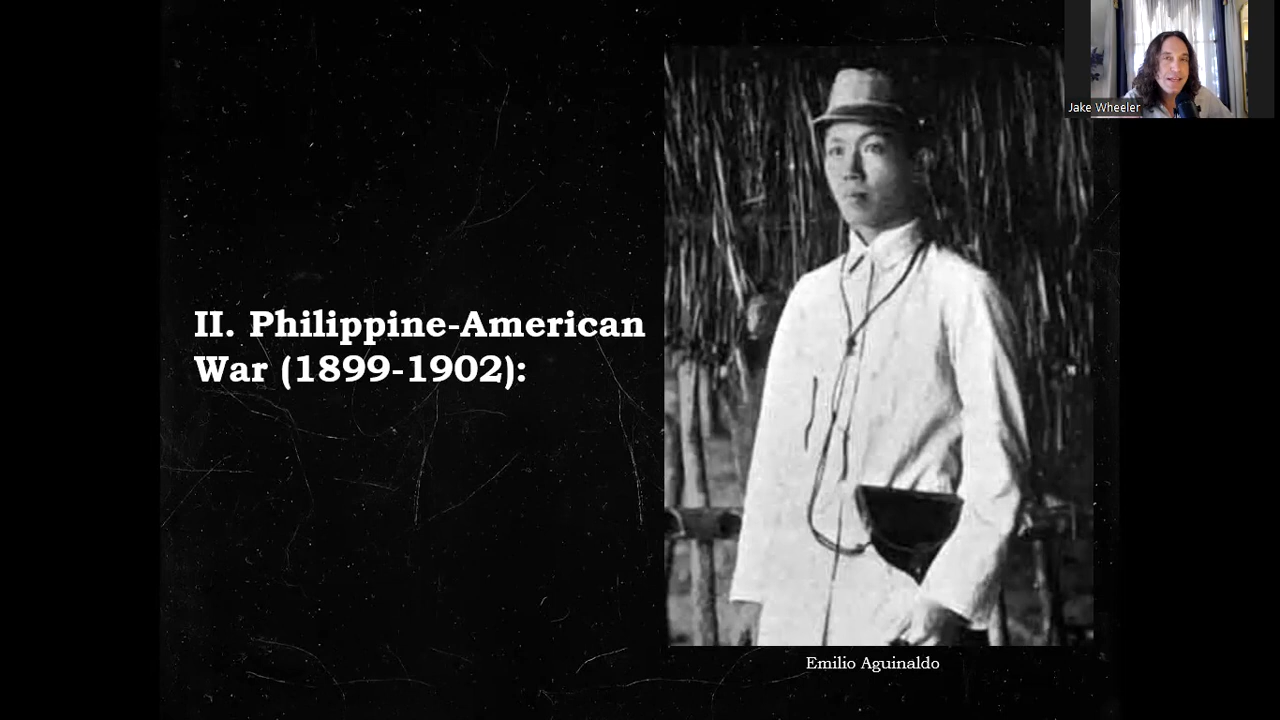 Jake Wheeler
II. Philippine-American
War (1899-1902):
Emilio Aguinaldo